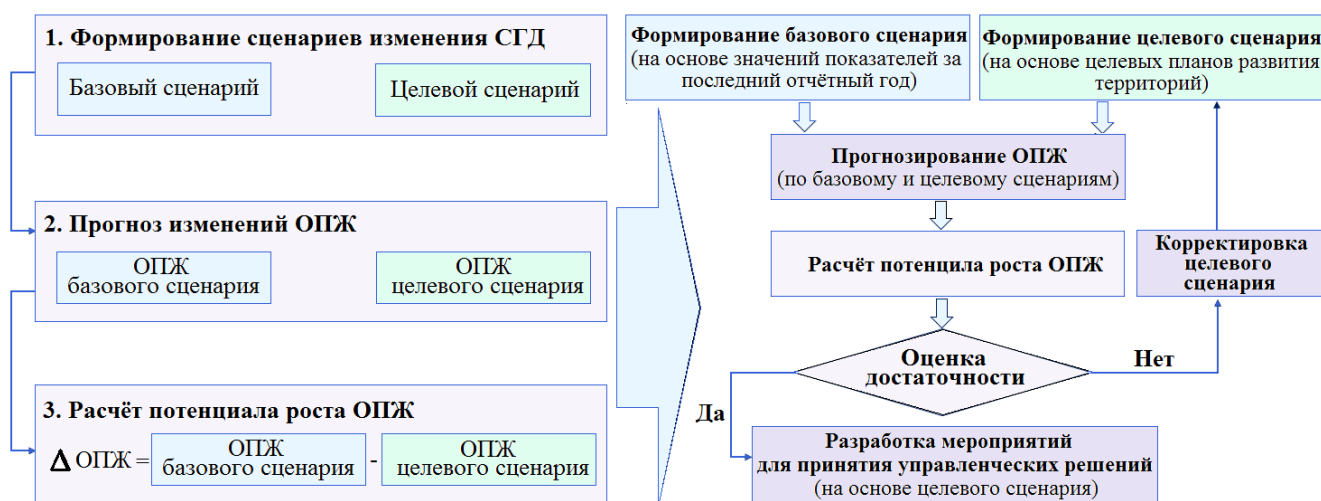 1. Формирование сценариев изменения СГД
Базовый сценарий
Целевой сценарий
2. Прогноз изменений ОПЖ
ОПЖ
базового сценария
ОПЖ
целевого сценария
3. Расчёт потенциала роста ОПЖ
Δ ОПЖ =
ОПЖ
базового сценария
-
ОПЖ
целевого сценария
Формирование базового сценария
(на основе значений показателей за
последний отчётный год)
Формирование целевого сценария
(на основе целевых планов развития
территорий)
Прогнозирование ОПЖ
(по базовому и целевому сценариям)
Расчёт потенцила роста ОПЖ
Корректировка
целевого
сценария
Оценка
достаточности
Нет
Да
Разработка мероприятий
для принятия управленческих решений
(на основе целевого сценария)